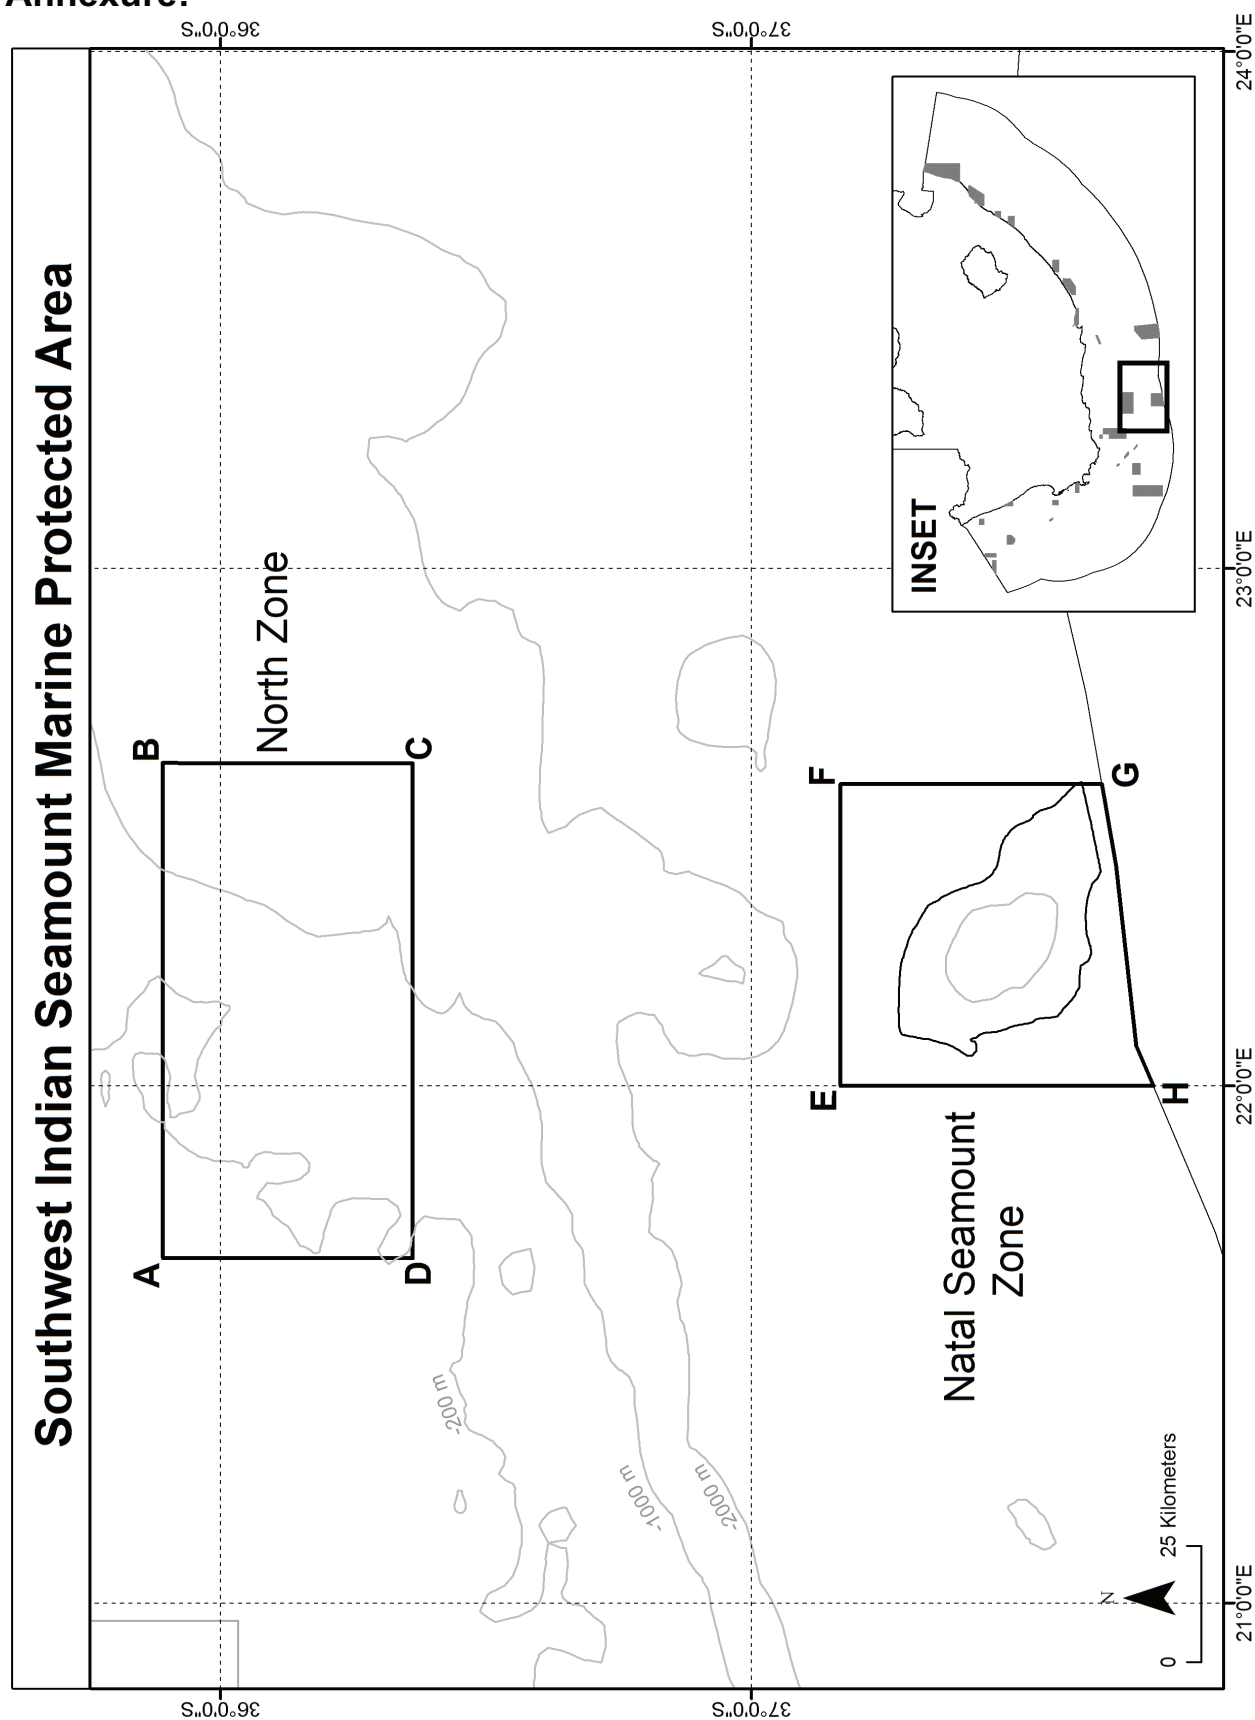 Annexure:
Southwest Indian Seamount Marine Protected Area
36°0'0"S
37°0'0"S
36°0'0"S
37°0'0"S
A
B
C
D
North Zone
E
F
G
H
Natal Seamount
Zone
-200 m
-1000 m
-2000 m
INSET
N
0
25 Kilometers
21°0'0"E
22°0'0"E
23°0'0"E
24°0'0"E